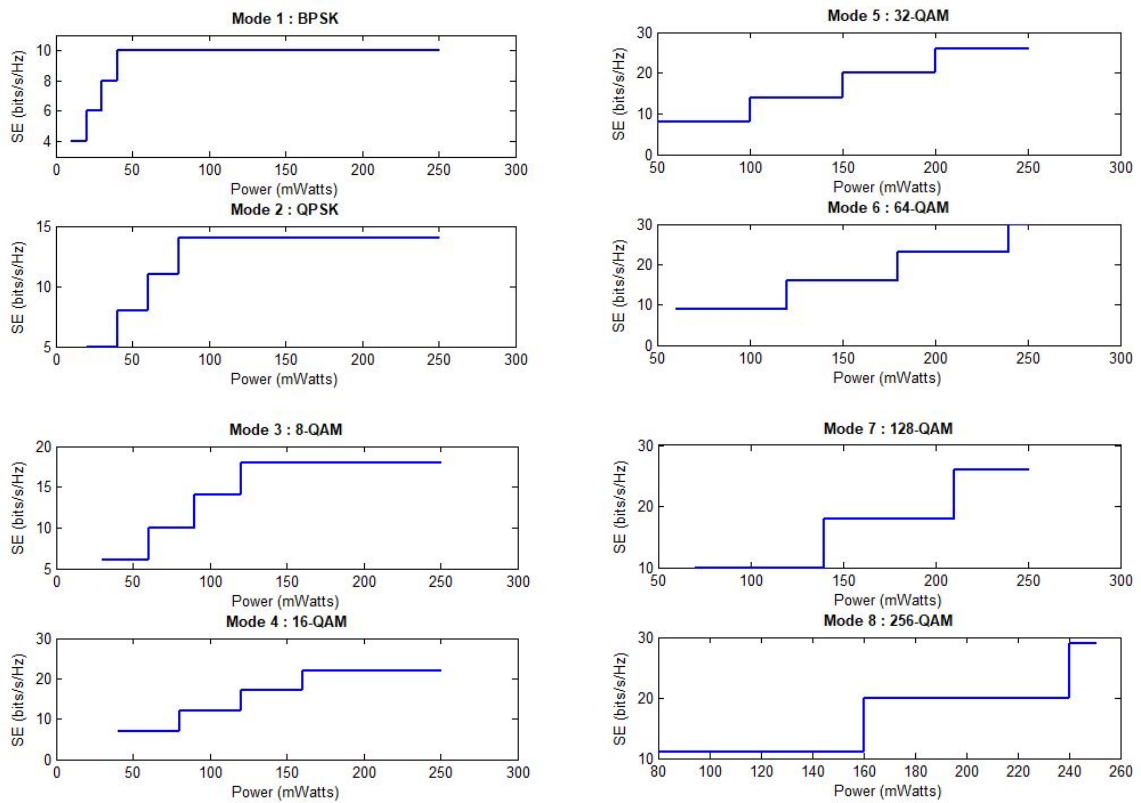 Mode 1 : BPSK
SE (bits/s/Hz)
10
8
6
4
0 50 100 150 200 250 300
Power (mWatts)
Mode 2 : QPSK
SE (bits/s/Hz)
15
10
5
0 50 100 150 200 250 300
Power (mWatts)
Mode 3 : 8-QAM
SE (bits/s/Hz)
20
15
10
5
0 50 100 150 200 250 300
Power (mWatts)
Mode 4 : 16-QAM
SE (bits/s/Hz)
30
20
10
0
0 50 100 150 200 250 300
Power (mWatts)
Mode 5 : 32-QAM
SE (bits/s/Hz)
30
20
10
0
50 100 150 200 250 300
Power (mWatts)
Mode 6 : 64-QAM
SE (bits/s/Hz)
30
20
10
0
50 100 150 200 250 300
Power (mWatts)
Mode 7 : 128-QAM
SE (bits/s/Hz)
30
20
10
50 100 150 200 250 300
Power (mWatts)
Mode 8 : 256-QAM
SE (bits/s/Hz)
30
20
10
80 100 120 140 160 180 200 220 240 260
Power (mWatts)